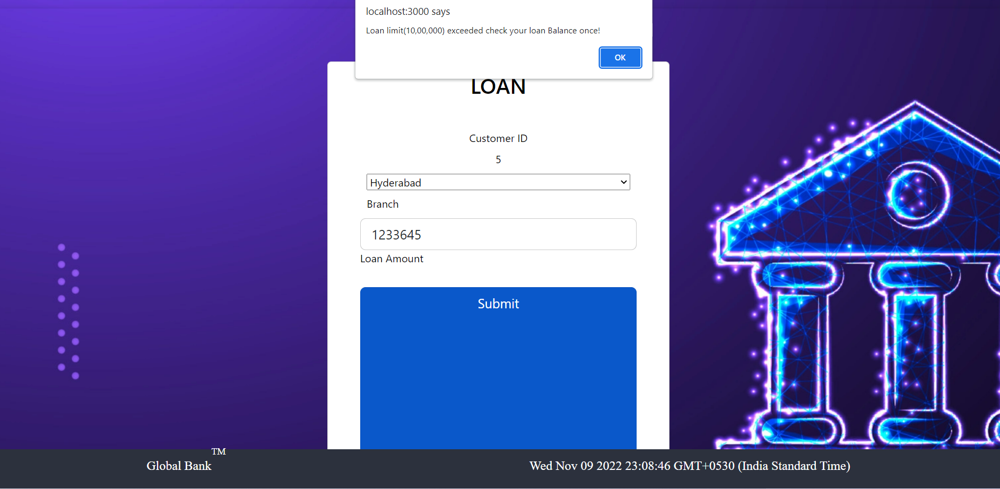 localhost:3000 says
Loan limit(10,00,000) exceeded check your loan Balance once!
OK
LOAN
Customer ID
5
Hyderabad
Branch
1233645
Loan Amount
Submit
Global Bank TM
Wed Nov 09 2022 23:08:46 GMT+0530 (India Standard Time)